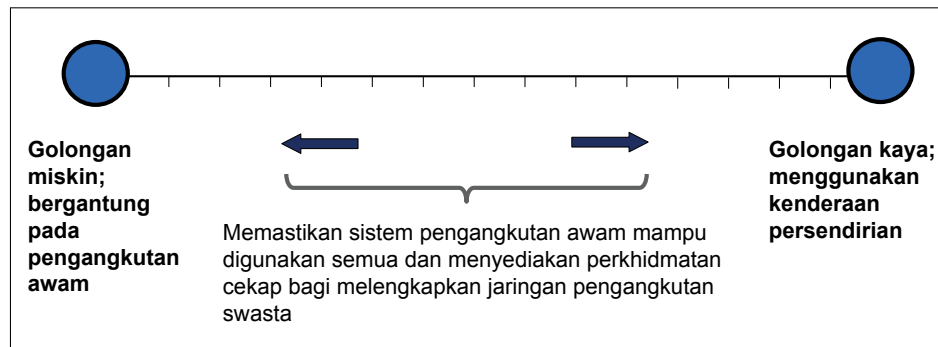 Golongan
miskin;
bergantung
pada
pengangkutan
awam
Memastikan sistem pengangkutan awam mampu
digunakan semua dan menyediakan perkhidmatan
cekap bagi melengkapkan jaringan pengangkutan
swasta
Golongan kaya;
menggunakan
kenderaan
persendirian